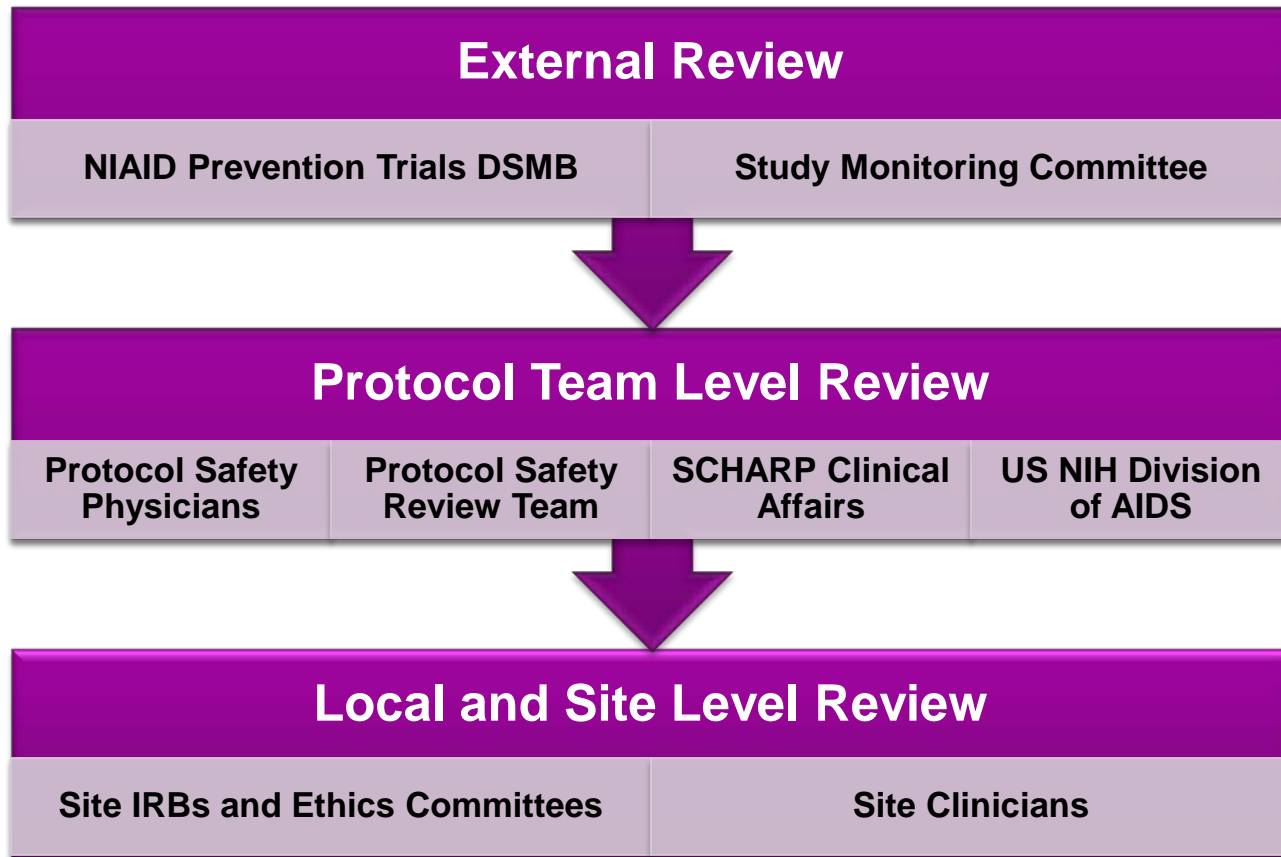 External Review
NIAID Prevention Trials DSMB
Study Monitoring Committee
Protocol Team Level Review
Protocol Safety
Physicians
Protocol Safety
Review Team
SCHARP Clinical
Affairs
US NIH Division
of AIDS
Local and Site Level Review
Site IRBs and Ethics Committees
Site Clinicians